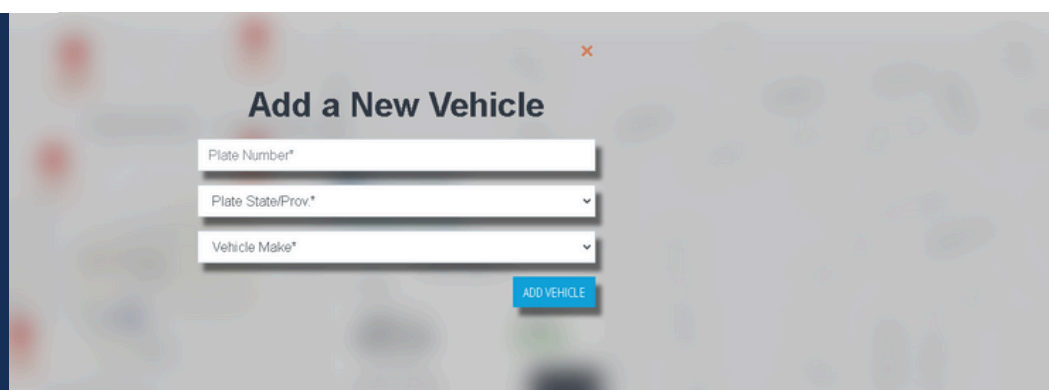 ×
Add a New Vehicle
Plate Number*
Plate State/Prov.*
Vehicle Make*
ADD VEHICLE